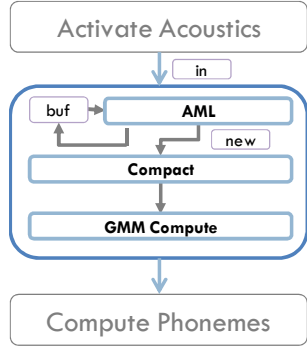 Activate Acoustics
in
buf
AML
new
Compact
GMM Compute
Compute Phonemes